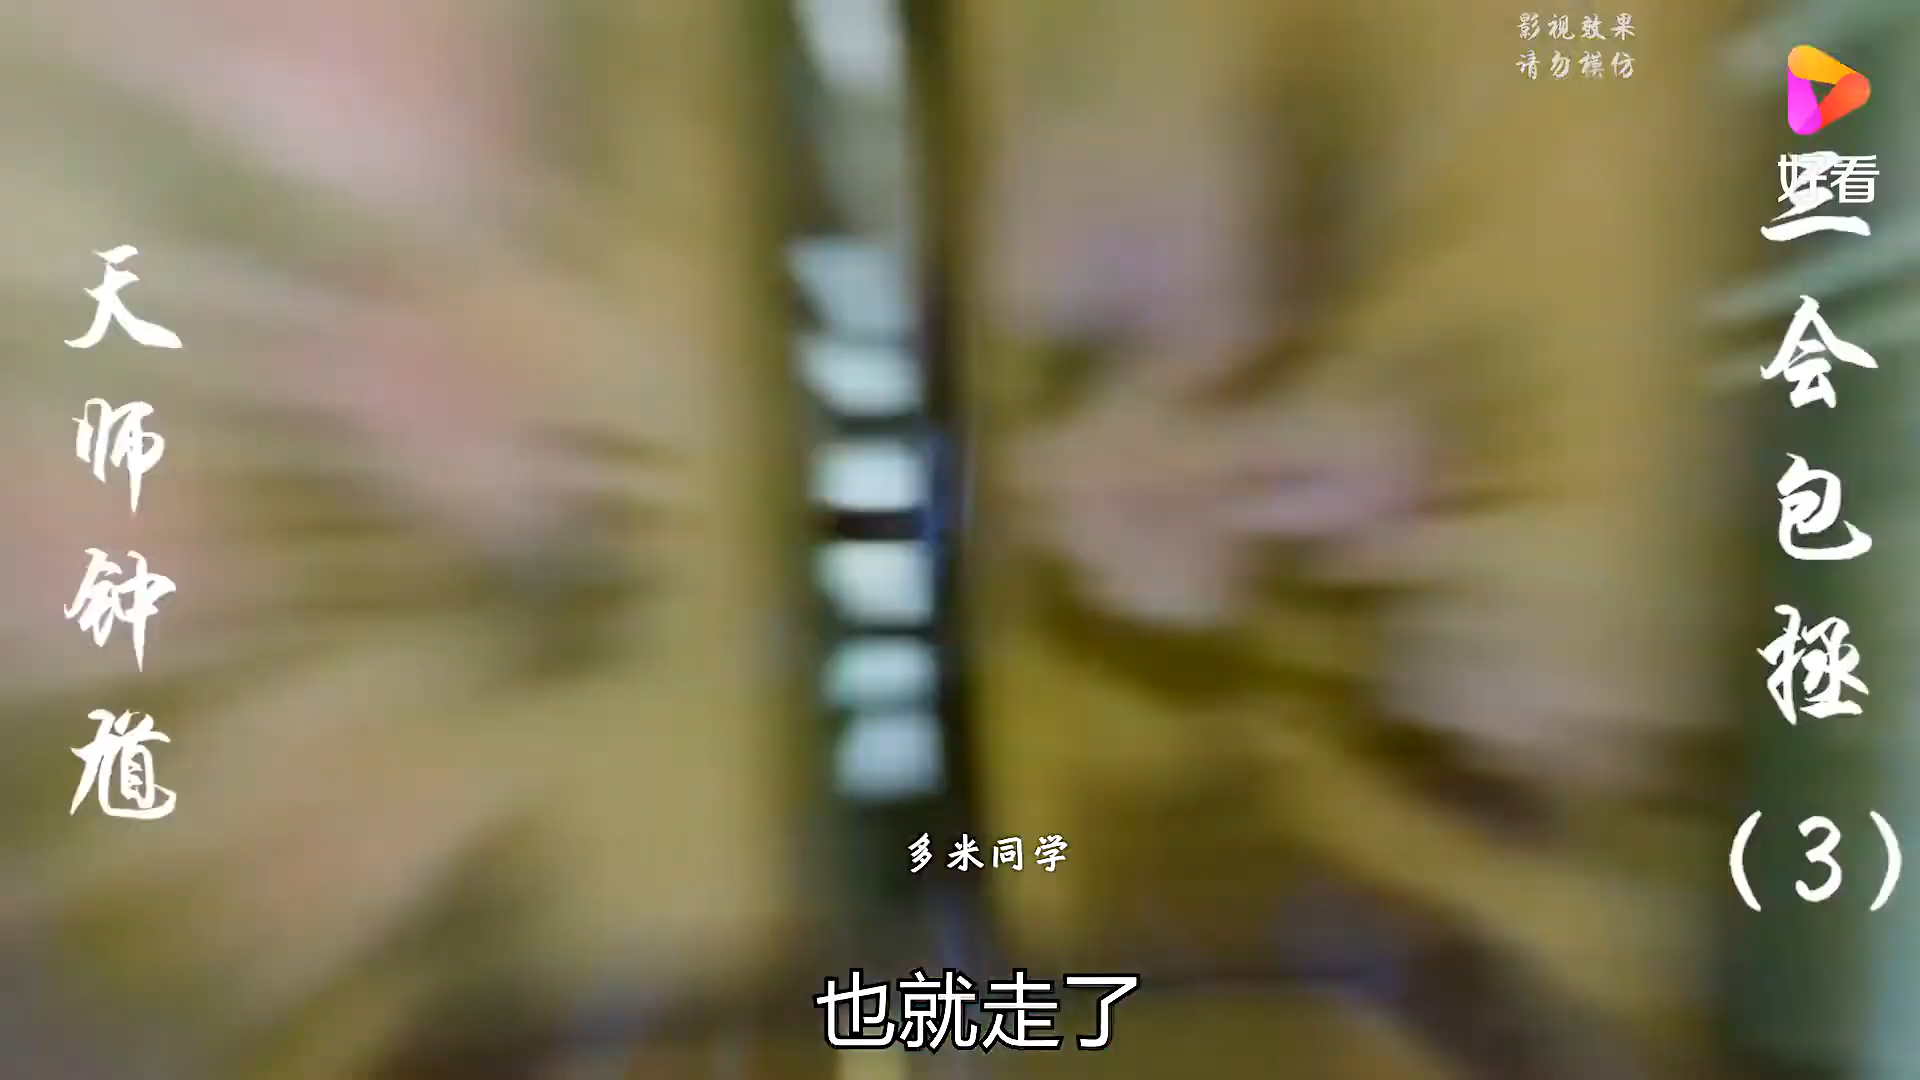 影视效果
请勿模仿
好看
天师钟馗
会包拯(3)
多米同学
也就走了